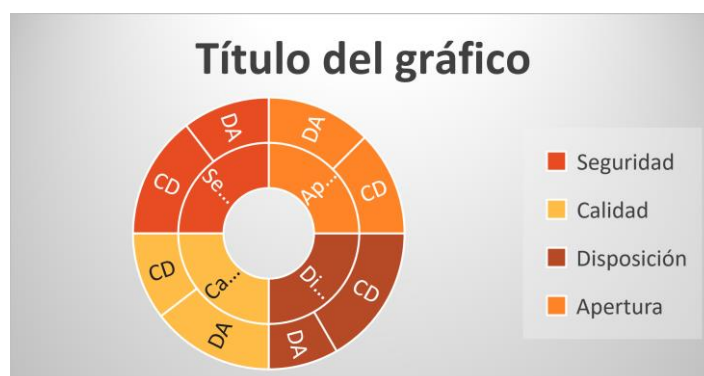 Título del gráfico
DA
DA
CD
CD
Se...
Ap...
CD
Ca...
Di...
CD
DA
DA
Seguridad
Calidad
Disposición
Apertura